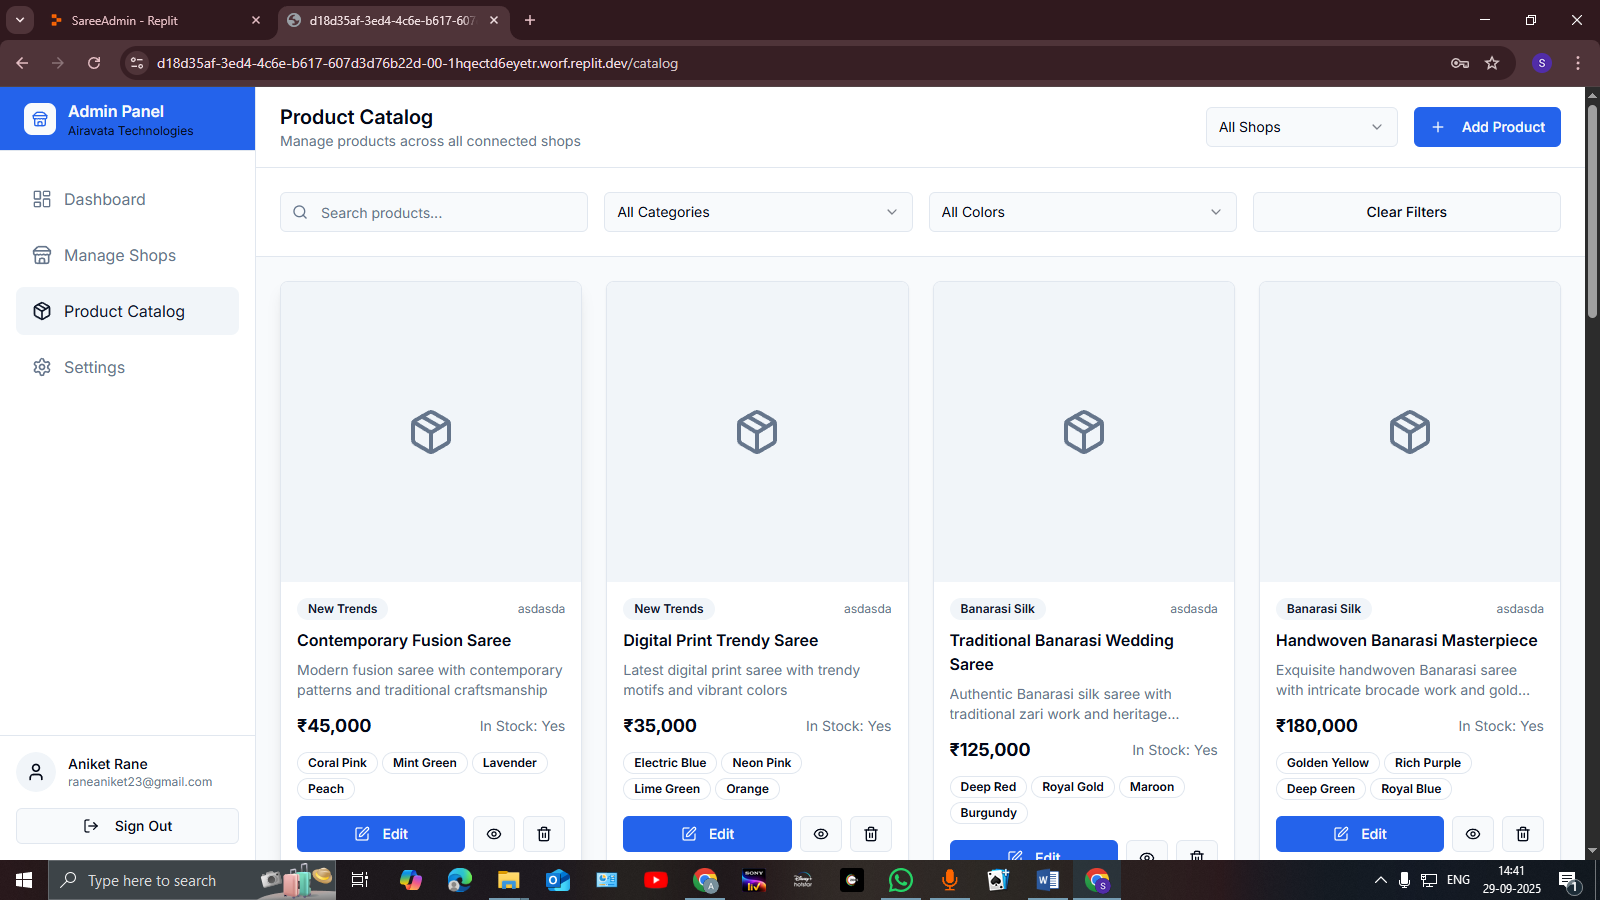 SareeAdmin - Replit
d18d35af-3ed4-4c6e-b617-607
d18d35af-3ed4-4c6e-b617-607d3d76b22d-00-1hqectd6eyetr.worf.replit.dev/catalog
S
Admin Panel
Airavata Technologies
Dashboard
Manage Shops
Product Catalog
Settings
Aniket Rane
raneaniket23@gmail.com
Sign Out
Product Catalog
Manage products across all connected shops
All Shops
Add Product
Search products...
All Categories
All Colors
Clear Filters
New Trends
asdasda
Contemporary Fusion Saree
Modern fusion saree with contemporary
patterns and traditional craftsmanship
₹45,000
In Stock: Yes
Coral Pink
Mint Green
Lavender
Peach
Edit
New Trends
asdasda
Digital Print Trendy Saree
Latest digital print saree with trendy
motifs and vibrant colors
₹35,000
In Stock: Yes
Electric Blue
Neon Pink
Lime Green
Orange
Edit
Banarasi Silk
asdasda
Traditional Banarasi Wedding
Saree
Authentic Banarasi silk saree with
traditional zari work and heritage...
₹125,000
In Stock: Yes
Deep Red
Royal Gold
Maroon
Burgundy
Edit
Banarasi Silk
asdasda
Handwoven Banarasi Masterpiece
Exquisite handwoven Banarasi saree
with intricate brocade work and gold...
₹180,000
In Stock: Yes
Golden Yellow
Rich Purple
Deep Green
Royal Blue
Edit
Type here to search
A
SONY
liv
S
ENG
14:41
29-09-2025
1